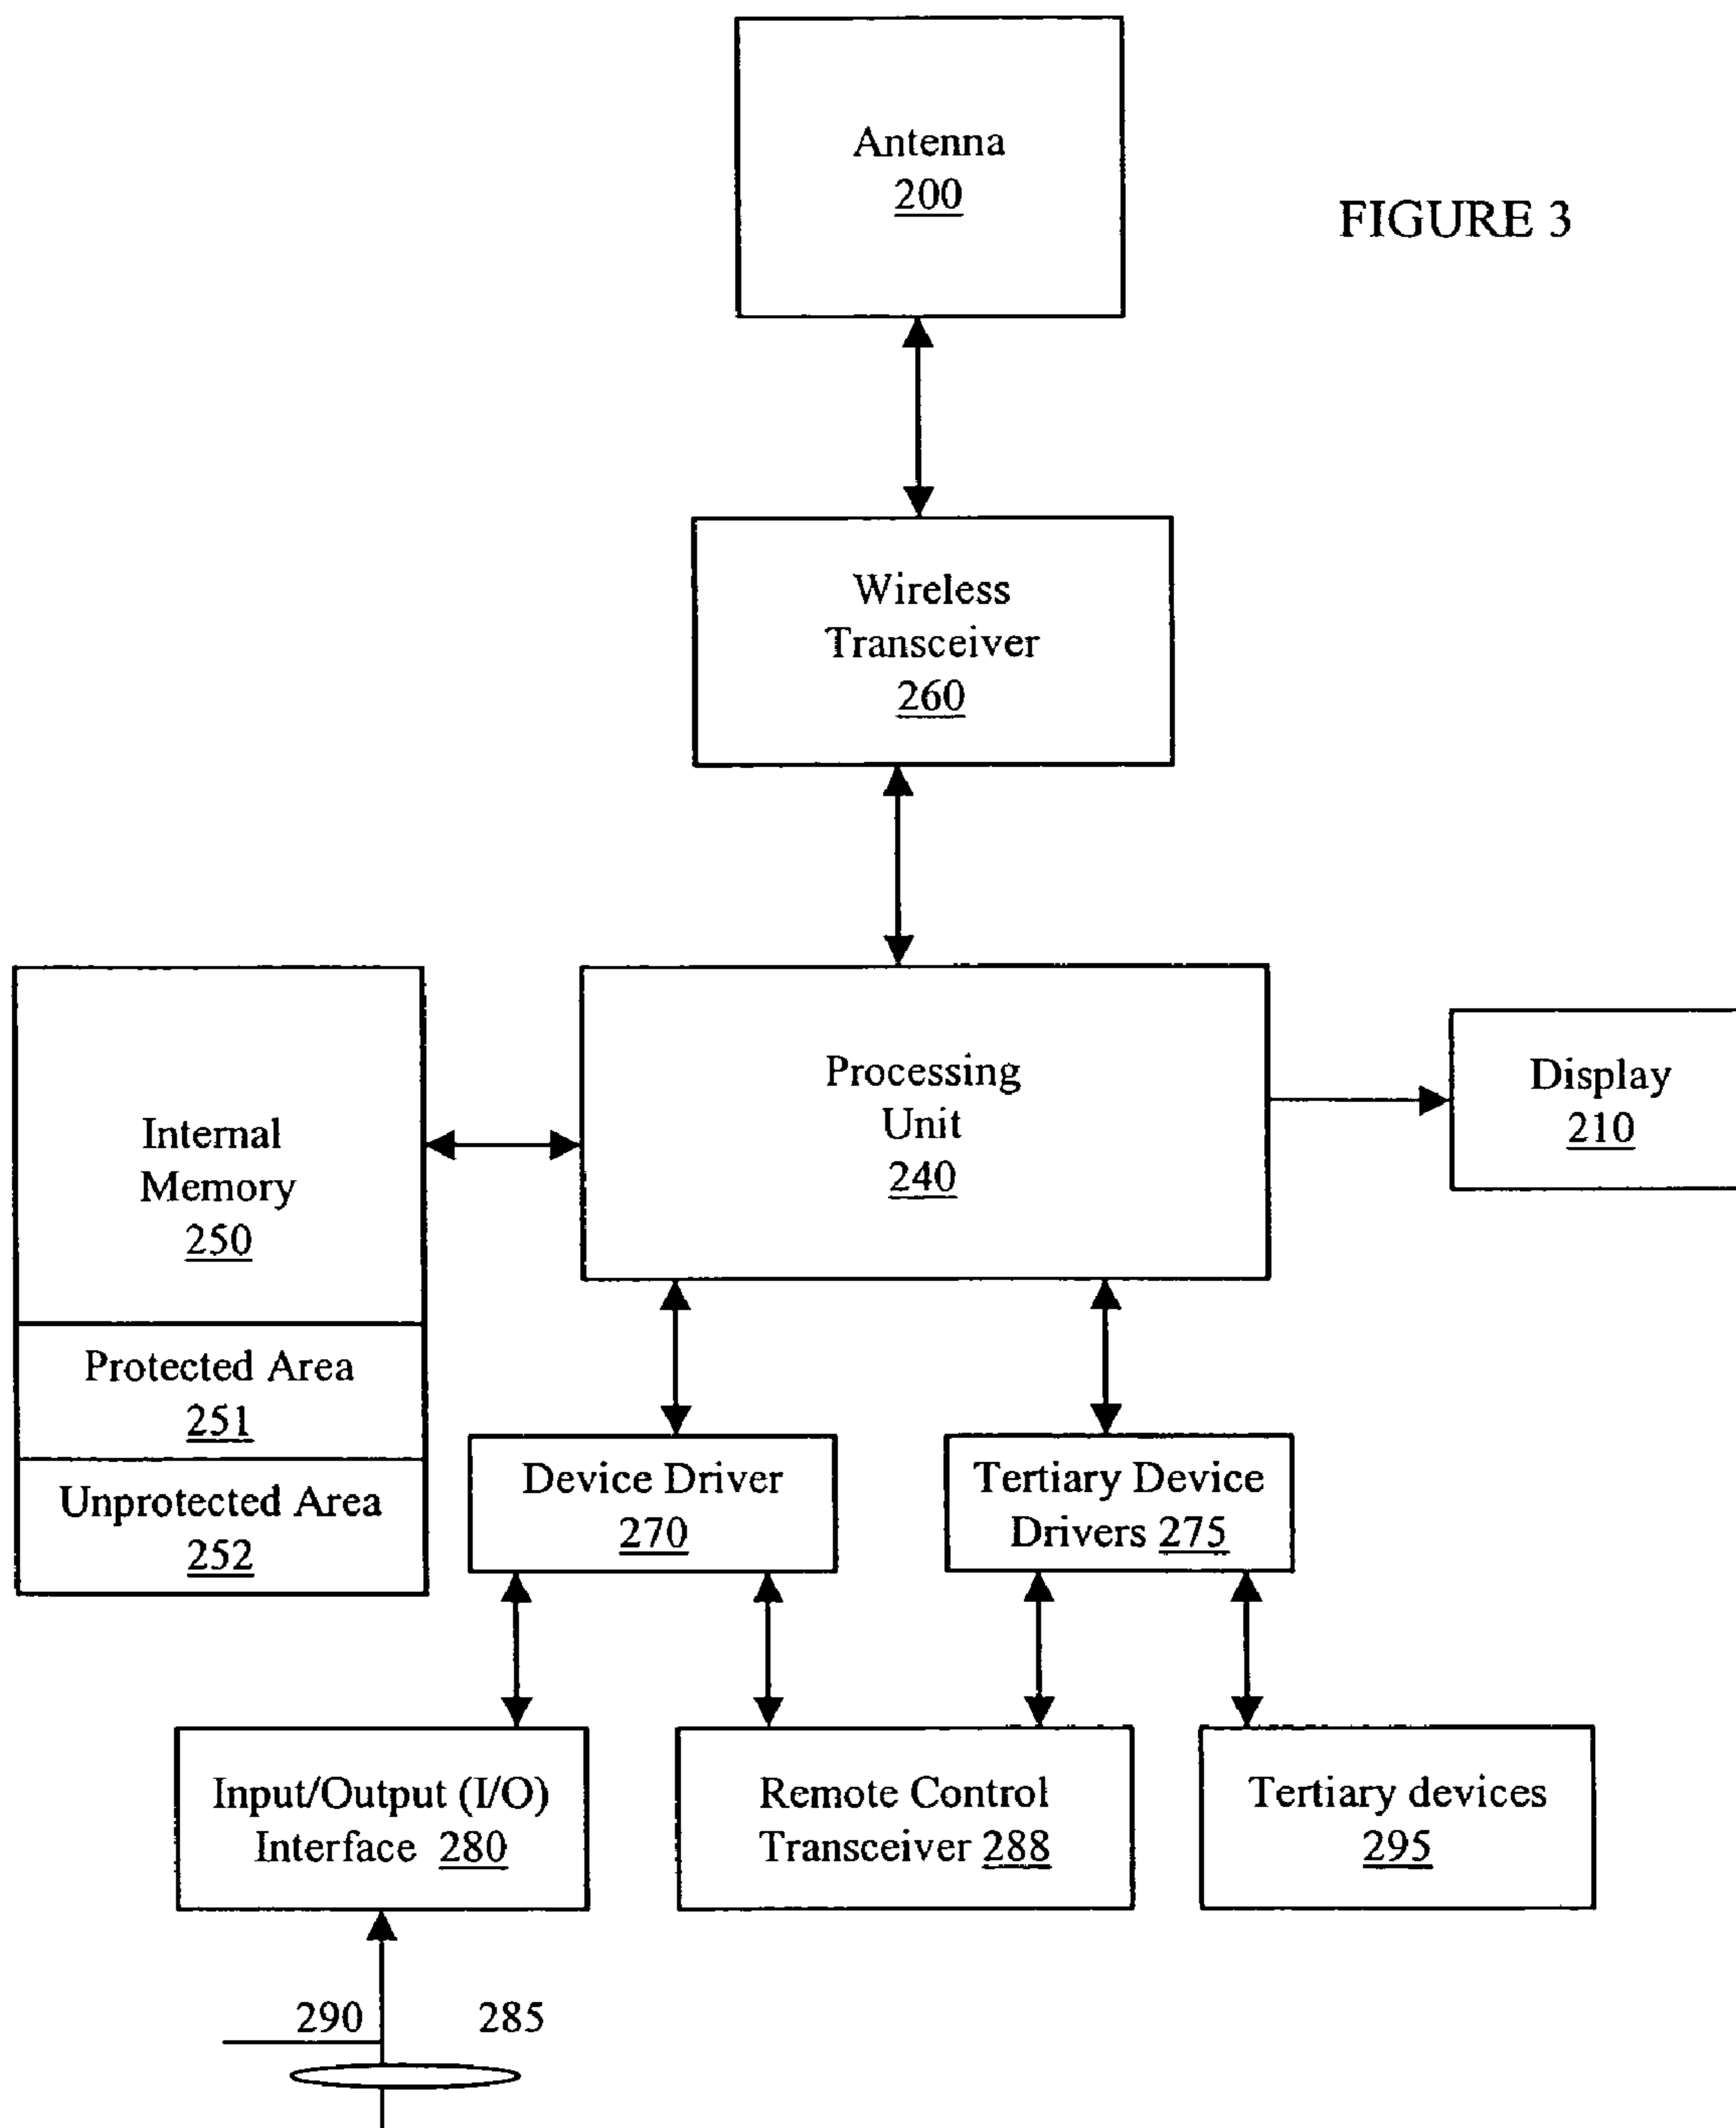 Antenna
200
FIGURE 3
Wireless
Transceiver
260
Processing
Unit
240
Display
210
Internal
Memory
250
Protected Area
251
Unprotected Area
252
Device Driver
270
Tertiary Device
Drivers 275
Input/Output (I/O)
Interface 280
Remote Control
Transceiver 288
Tertiary devices
295
290
285